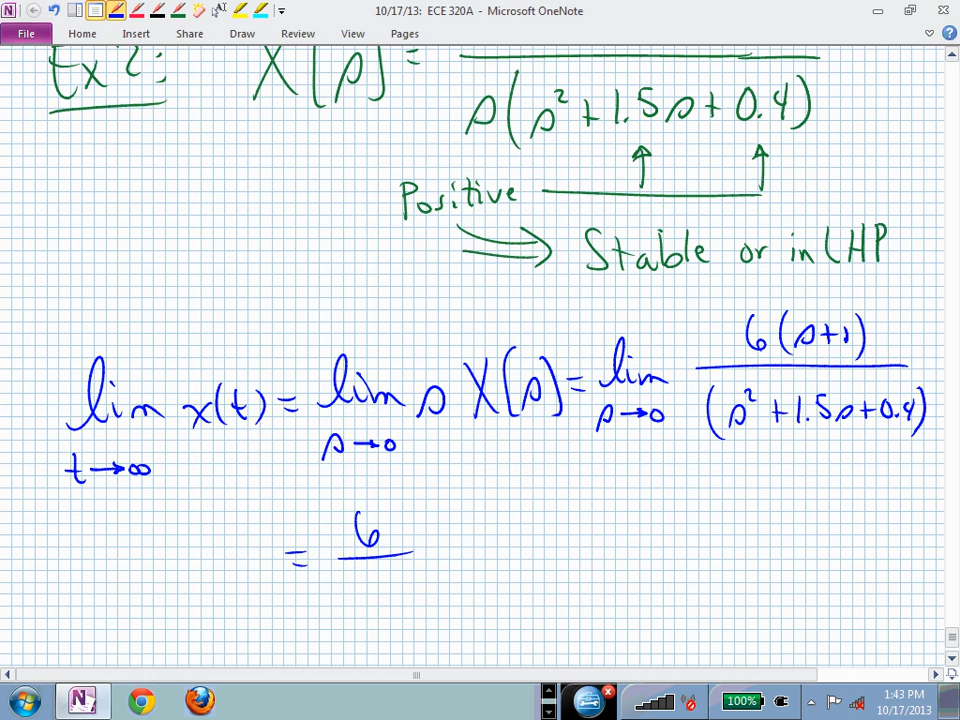 10/17/13: ECE 320A - Microsoft OneNote
File Home Insert Share Draw Review View Pages
Ex 2: X(s) =
s(s² + 1.5s + 0.4)
Positive
Stable or in LHP
6(s+1)
lim x(t) = lim s X(s) = lim
(s² + 1.5s + 0.4)
t→∞ s→0 s→0
6
=
100%
1:43 PM
10/17/2013